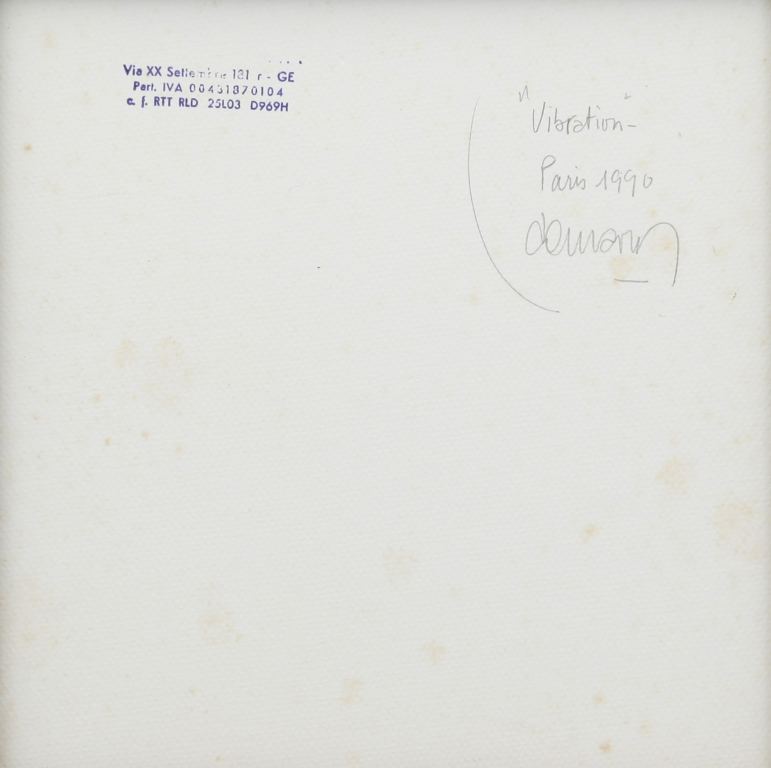 Via XX Settembre 181 r - GE
Part. IVA 00431870104
c. f. RTT RLD 25L03 D969H
"Vibration"
Paris 1990